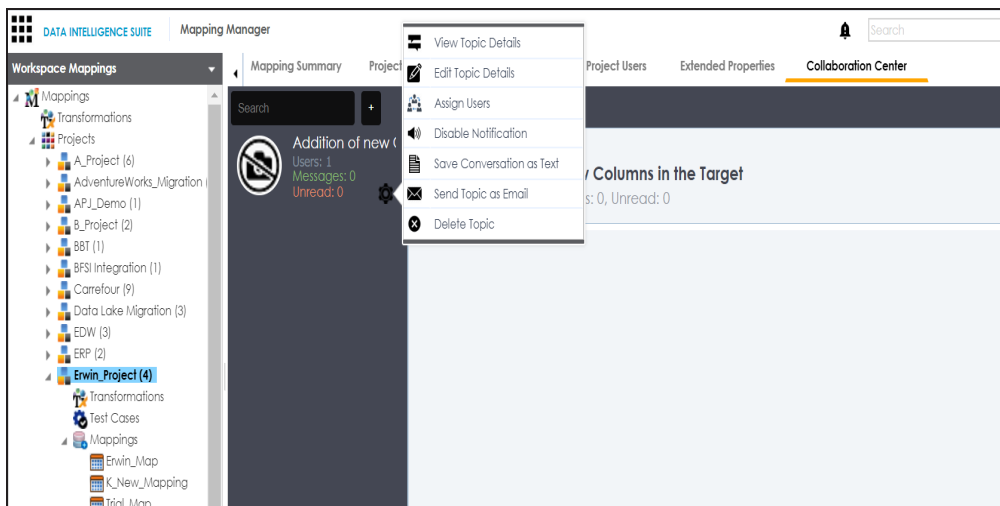 DATA INTELLIGENCE SUITE Mapping Manager
Search
Workspace Mappings
Mapping Summary Project Project Users Extended Properties Collaboration Center
Mappings
Transformations
Projects
A_Project (6)
AdventureWorks_Migration
APJ_Demo (1)
B_Project (2)
BBT (1)
BFSI Integration (1)
Carrefour (9)
Data Lake Migration (3)
EDW (3)
ERP (2)
Erwin_Project (4)
Transformations
Test Cases
Mappings
Erwin_Map
K_New_Mapping
Trial_Map
Search +
Addition of new
Users: 1
Messages: 0
Unread: 0
View Topic Details
Edit Topic Details
Assign Users
Disable Notification
Save Conversation as Text
Send Topic as Email
Delete Topic
Columns in the Target
s: 0, Unread: 0